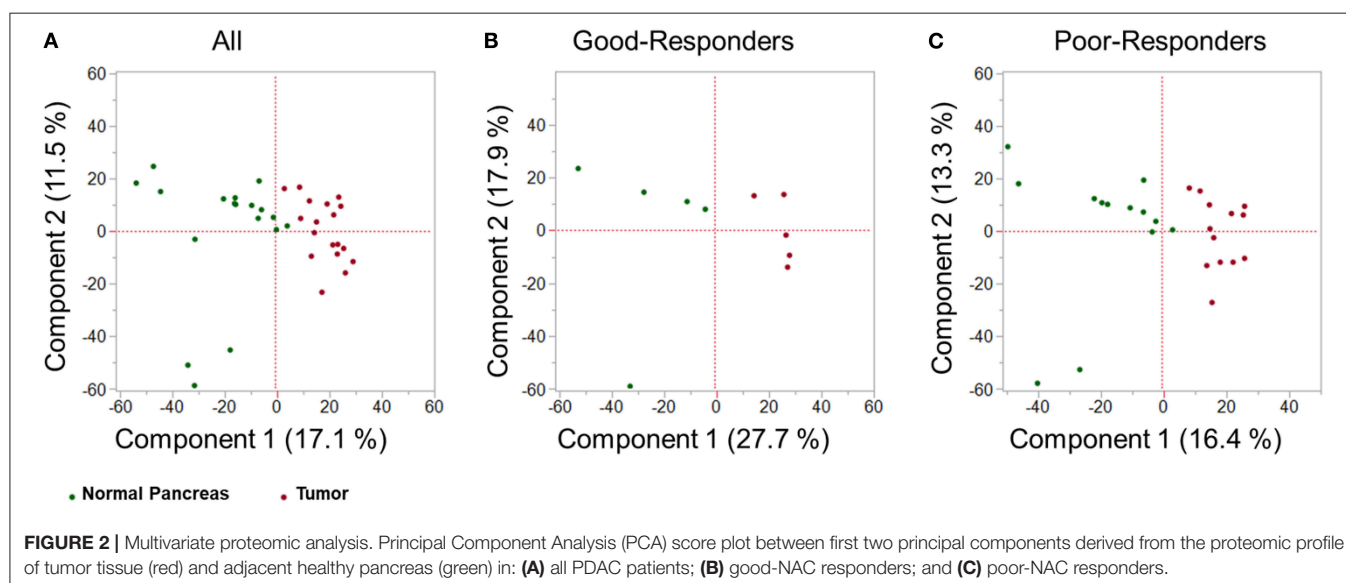 A All
B Good-Responders
C Poor-Responders
Component 2 (11.5 %)
60
40
20
0
-20
-40
-60
-60 -40 -20 0 20 40 60
Component 1 (17.1 %)
Component 2 (17.9 %)
40
20
0
-20
-40
-60
-60 -40 -20 0 20 40
Component 1 (27.7 %)
Component 2 (13.3 %)
60
40
20
0
-20
-40
-60
-40 -20 0 20 40
Component 1 (16.4 %)
Normal Pancreas Tumor
FIGURE 2 | Multivariate proteomic analysis. Principal Component Analysis (PCA) score plot between first two principal components derived from the proteomic profile
of tumor tissue (red) and adjacent healthy pancreas (green) in: (A) all PDAC patients; (B) good-NAC responders; and (C) poor-NAC responders.